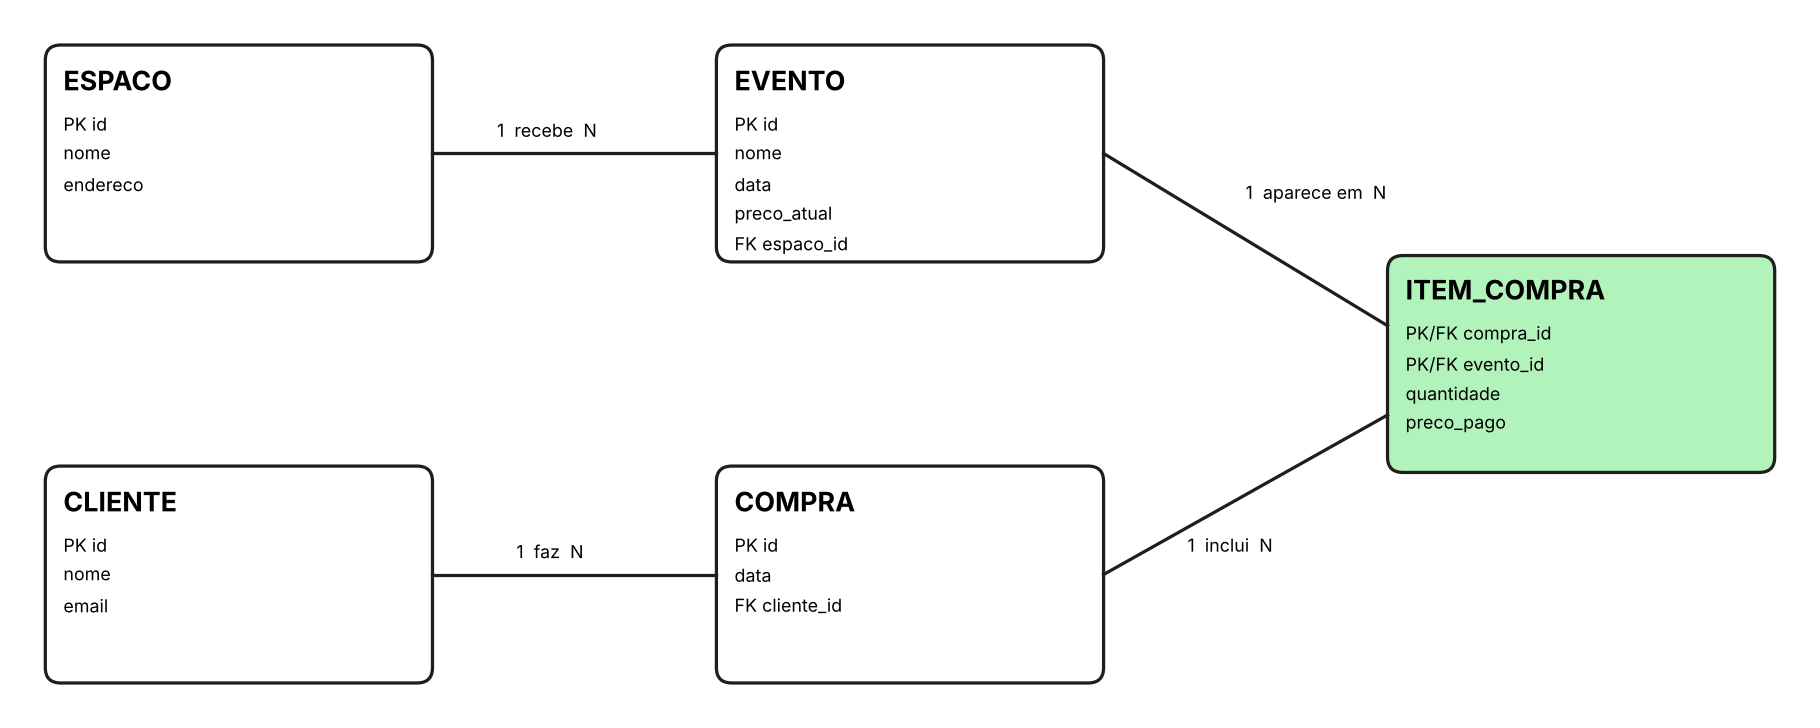 ESPACO
PK id
nome
endereco
1 recebe N
EVENTO
PK id
nome
data
preco_atual
FK espaco_id
1 aparece em N
ITEM_COMPRA
PK/FK compra_id
PK/FK evento_id
quantidade
preco_pago
CLIENTE
PK id
nome
email
1 faz N
COMPRA
PK id
data
FK cliente_id
1 inclui N